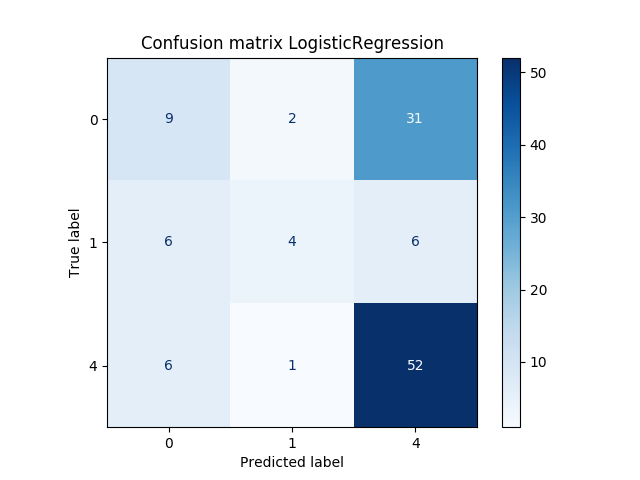 Confusion matrix LogisticRegression
0 9 2 31
1 6 4 6
4 6 1 52
0 1 4
Predicted label
True label
50
40
30
20
10